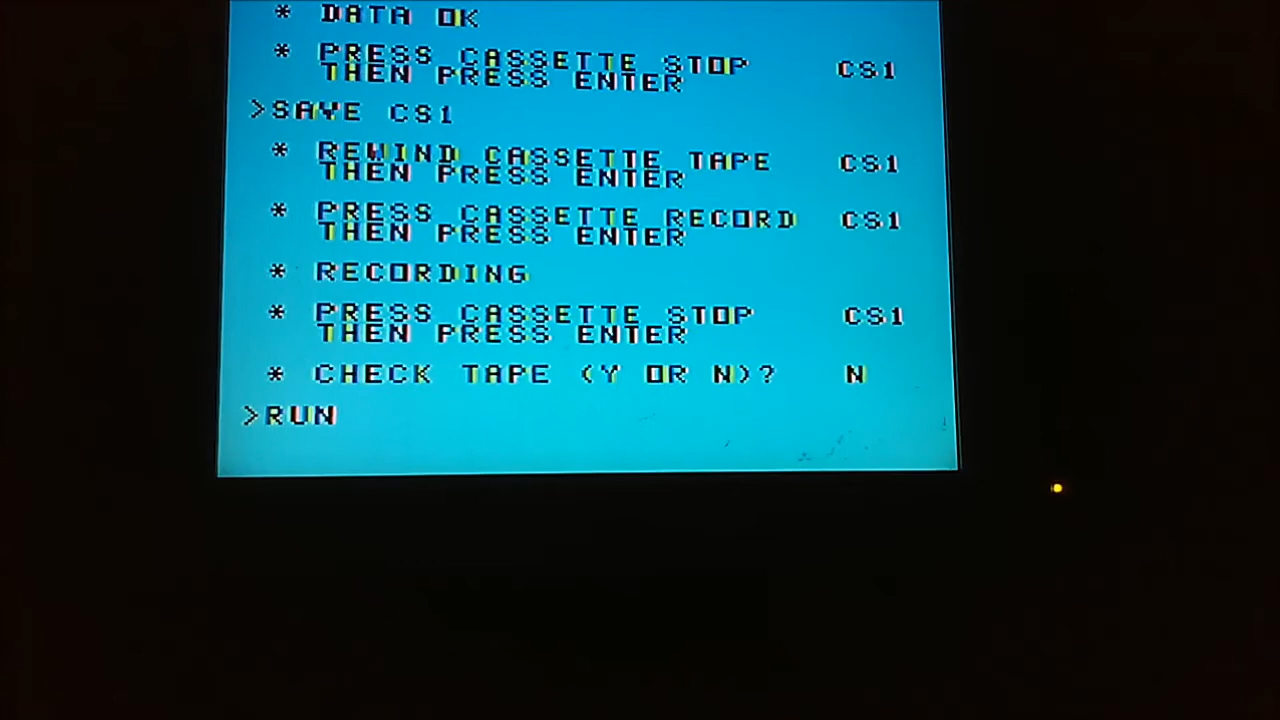 * DATA OK
* PRESS CASSETTE STOP CS1
THEN PRESS ENTER
>SAVE CS1
* REWIND CASSETTE TAPE CS1
THEN PRESS ENTER
* PRESS CASSETTE RECORD CS1
THEN PRESS ENTER
* RECORDING
* PRESS CASSETTE STOP CS1
THEN PRESS ENTER
* CHECK TAPE (Y OR N)? N
>RUN